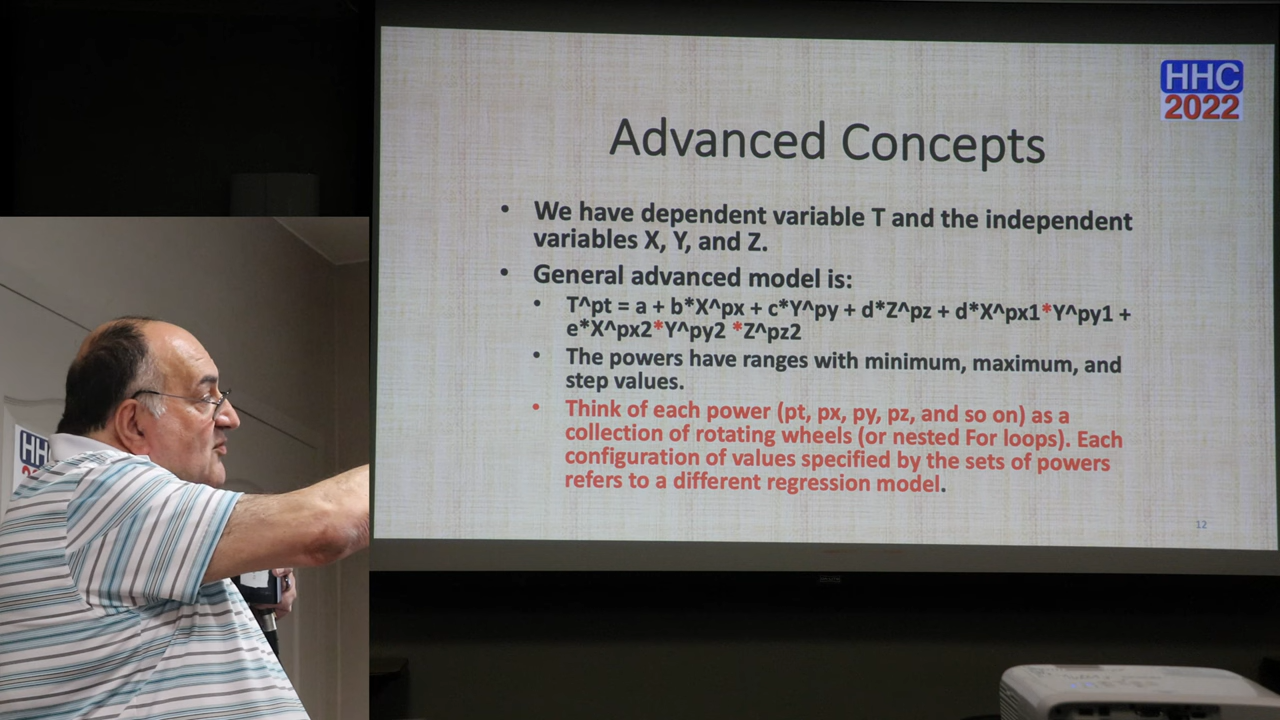 HHC
2022
Advanced Concepts
• We have dependent variable T and the independent
variables X, Y, and Z.
• General advanced model is:
• T^pt = a + b*X^px + c*Y^py + d*Z^pz + d*X^px1*Y^py1 +
e*X^px2*Y^py2 *Z^pz2
• The powers have ranges with minimum, maximum, and
step values.
• Think of each power (pt, px, py, pz, and so on) as a
collection of rotating wheels (or nested For loops). Each
configuration of values specified by the sets of powers
refers to a different regression model.
12
HH